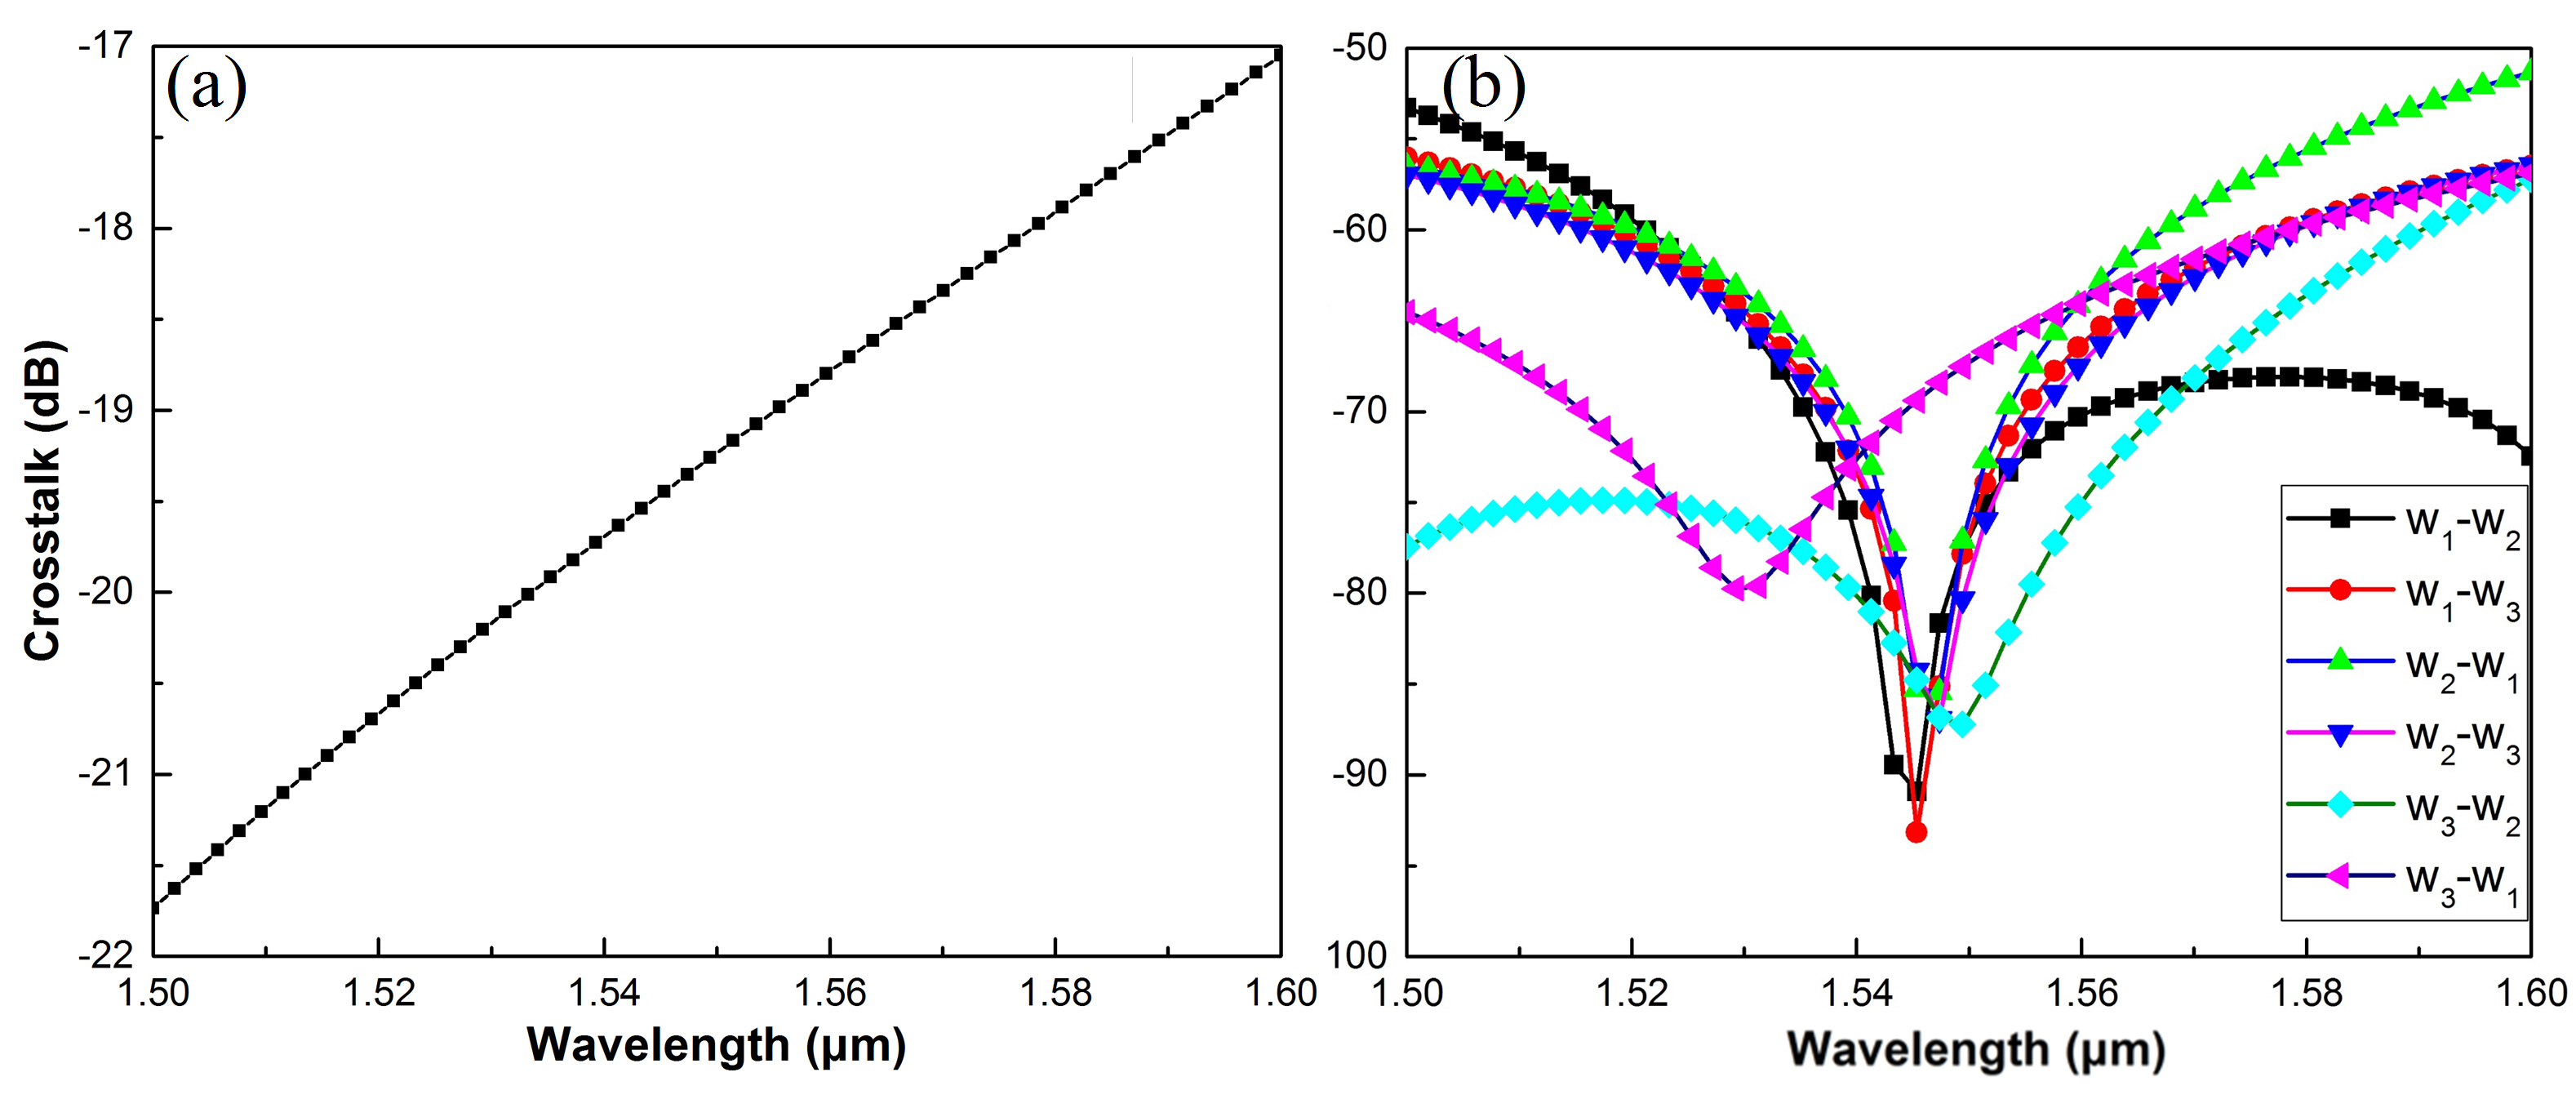 (a)
-17
-18
-19
-20
-21
-22
Crosstalk (dB)
1.50 1.52 1.54 1.56 1.58 1.60
Wavelength (μm)
(b)
-50
-60
-70
-80
-90
100
W1-W2
W1-W3
W2-W1
W2-W3
W3-W2
W3-W1
1.50 1.52 1.54 1.56 1.58 1.60
Wavelength (μm)